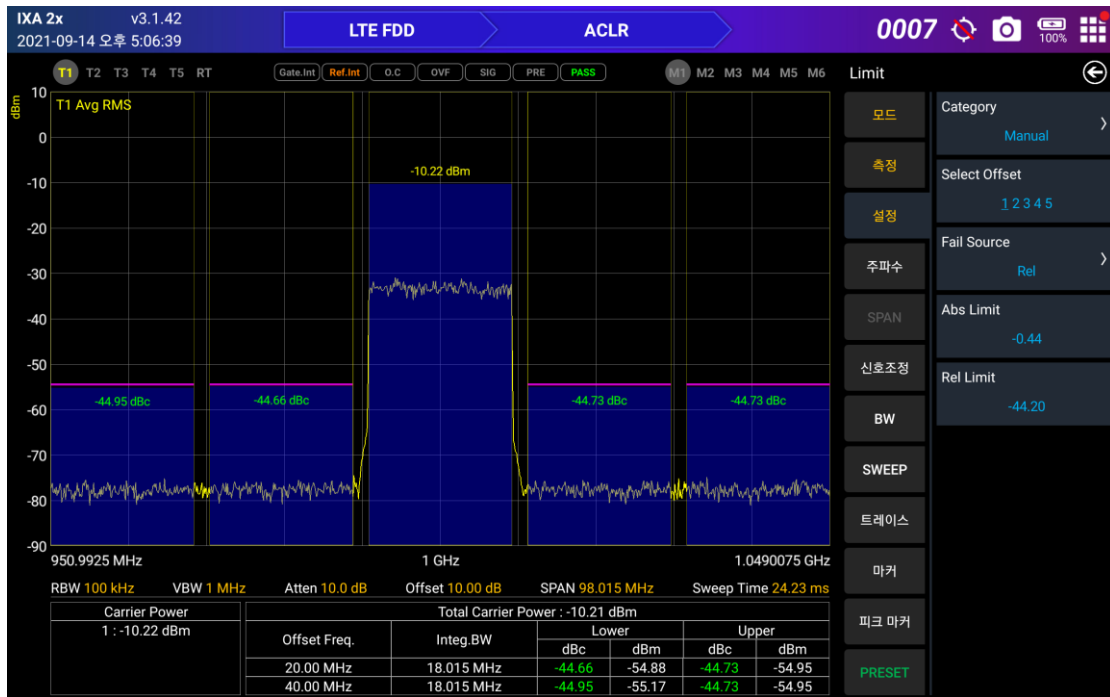 IXA 2x v3.1.42
2021-09-14 오후 5:06:39
LTE FDD
ACLR
0007
100%
T1 T2 T3 T4 T5 RT
Gate.Int Ref.Int O.C OVF SIG PRE PASS
M1 M2 M3 M4 M5 M6
Limit
dBm
T1 Avg RMS
10
0
-10
-20
-30
-40
-50
-60
-70
-80
-90
-10.22 dBm
-44.95 dBc
-44.66 dBc
-44.73 dBc
-44.73 dBc
950.9925 MHz
1 GHz
1.0490075 GHz
RBW 100 kHz VBW 1 MHz Atten 10.0 dB Offset 10.00 dB SPAN 98.015 MHz Sweep Time 24.23 ms
Carrier Power
1 : -10.22 dBm
Total Carrier Power : -10.21 dBm
Offset Freq. Integ.BW Lower Upper
dBc dBm dBc dBm
20.00 MHz 18.015 MHz -44.66 -54.88 -44.73 -54.95
40.00 MHz 18.015 MHz -44.95 -55.17 -44.73 -54.95
모드
측정
설정
주파수
SPAN
신호조정
BW
SWEEP
트레이스
마커
피크 마커
PRESET
Category
Manual
Select Offset
1 2 3 4 5
Fail Source
Rel
Abs Limit
-0.44
Rel Limit
-44.20